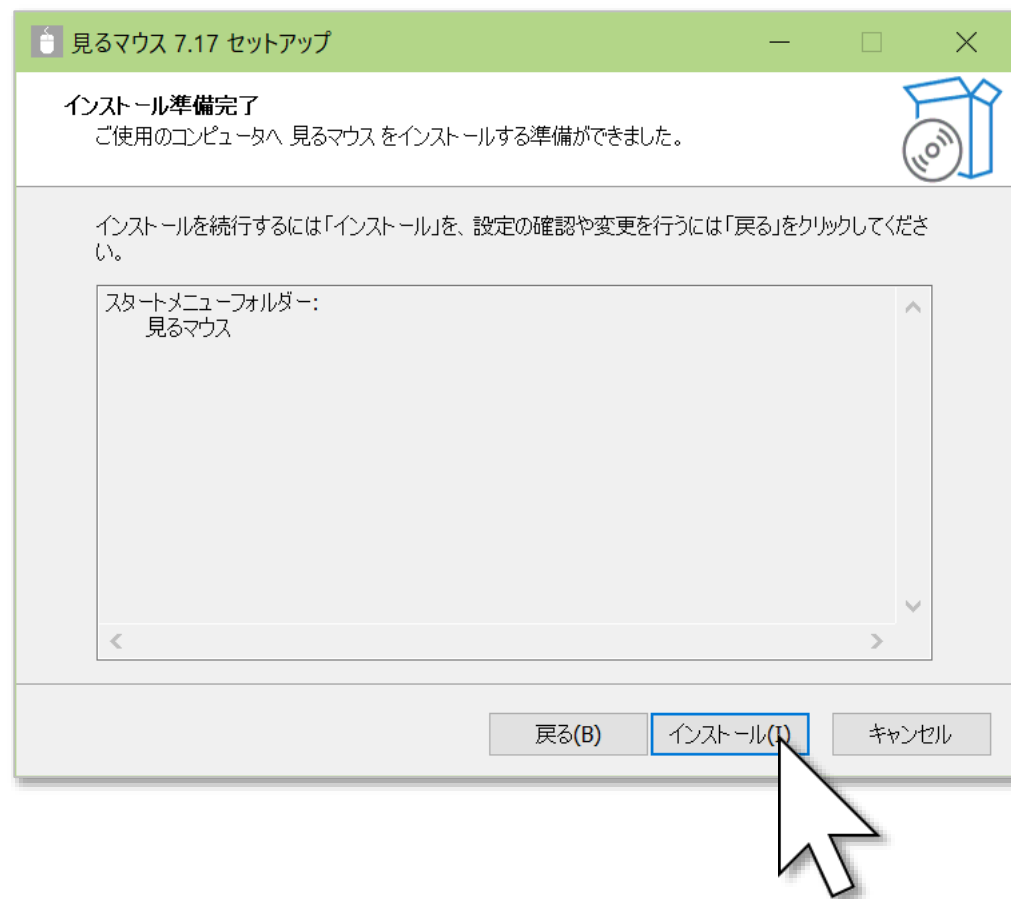 見るマウス 7.17 セットアップ
インストール準備完了
ご使用のコンピュータへ 見るマウス をインストールする準備ができました。
インストールを続行するには「インストール」を、設定の確認や変更を行うには「戻る」をクリックしてくださ
い。
スタートメニューフォルダー:
見るマウス
戻る(B) インストール(I) キャンセル